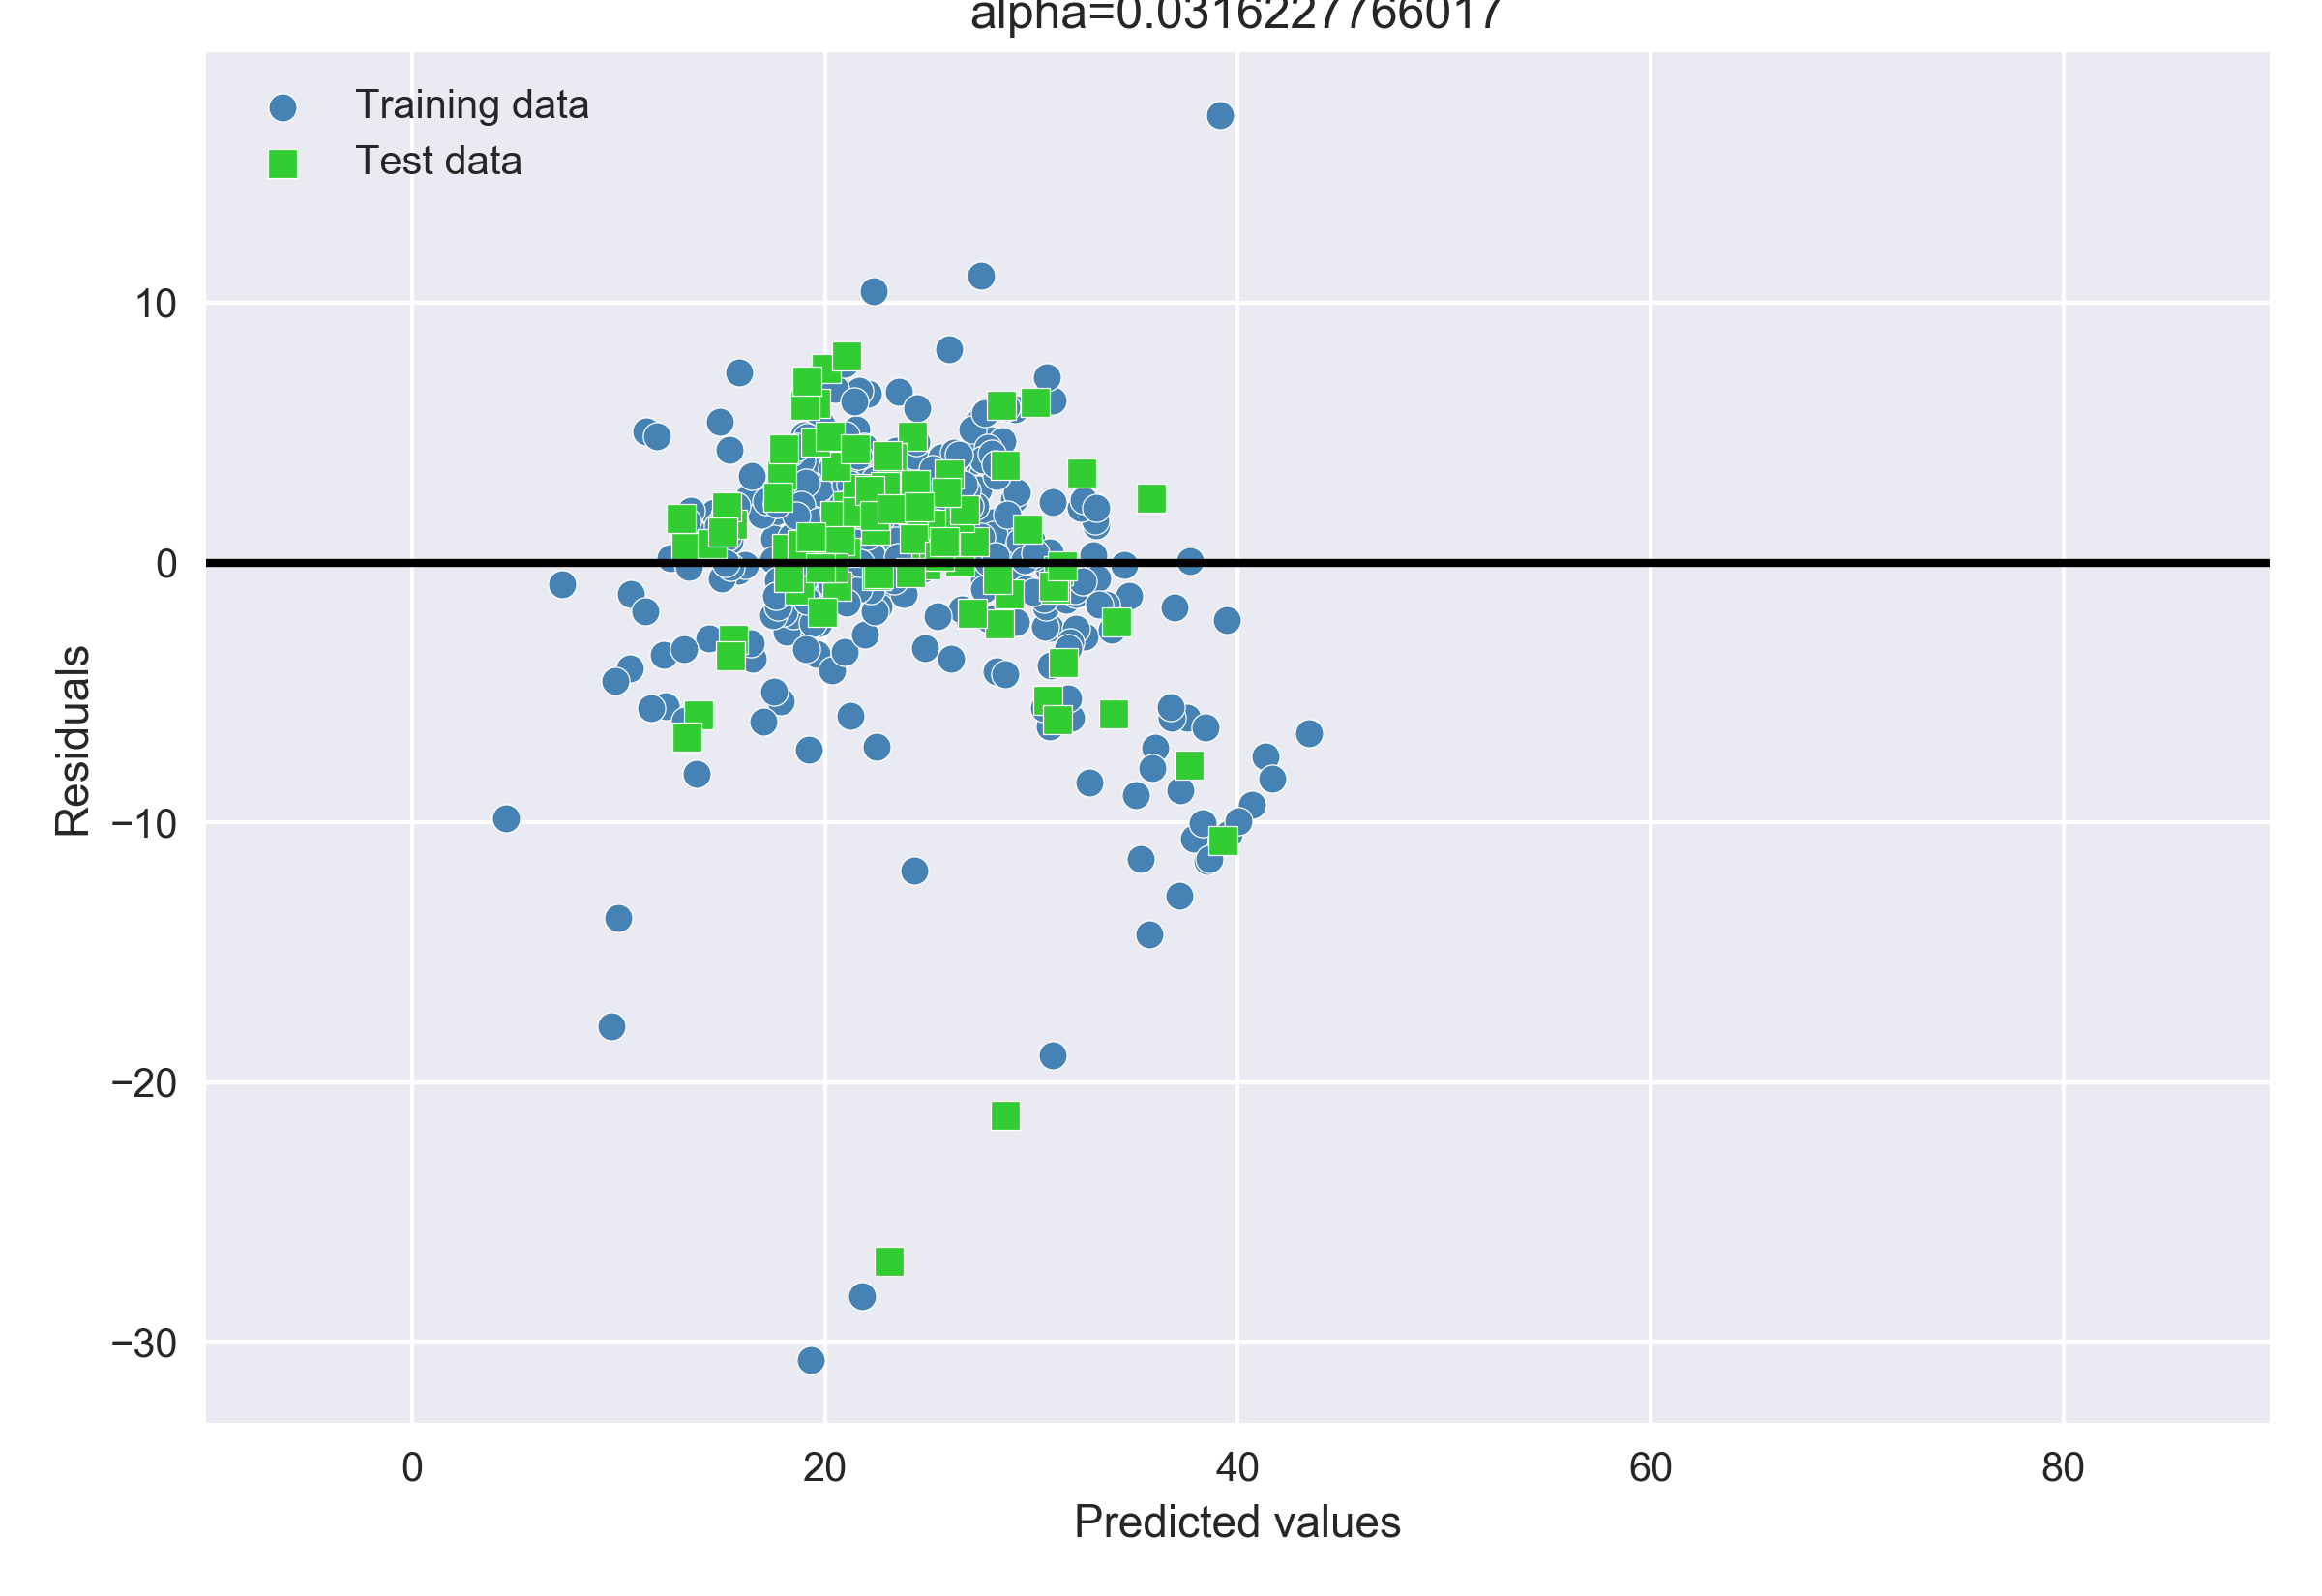 alpha=0.0316227766017
Training data
Test data
10
0
−10
−20
−30
Residuals
0 20 40 60 80
Predicted values